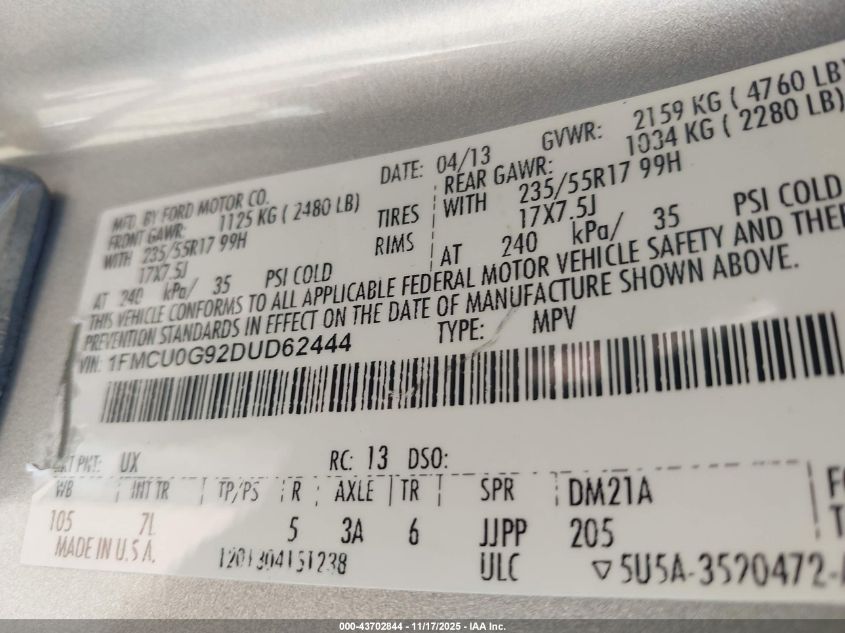 MFD. BY FORD MOTOR CO.
DATE: 04/13
GVWR: 2159 KG ( 4760 LB)
FRONT GAWR: 1125 KG ( 2480 LB)
REAR GAWR: 1034 KG ( 2280 LB)
WITH 235/55R17 99H TIRES
WITH 235/55R17 99H
17X7.5J RIMS
17X7.5J
AT 240 kPa/ 35 PSI COLD
AT 240 kPa/ 35 PSI COLD
THIS VEHICLE CONFORMS TO ALL APPLICABLE FEDERAL MOTOR VEHICLE SAFETY AND
PREVENTION STANDARDS IN EFFECT ON THE DATE OF MANUFACTURE SHOWN ABOVE.
VIN: 1FMCU0G92DUD62444
TYPE: MPV
PNT: UX RC: 13 DSO:
WB INT TR TP/PS R AXLE TR SPR DM21A
105 7L 5 3A 6 JJPP 205
MADE IN U.S.A. 1201304151238 ULC 5U5A-3520472-
000-43702844 - 11/17/2025 - IAA Inc.